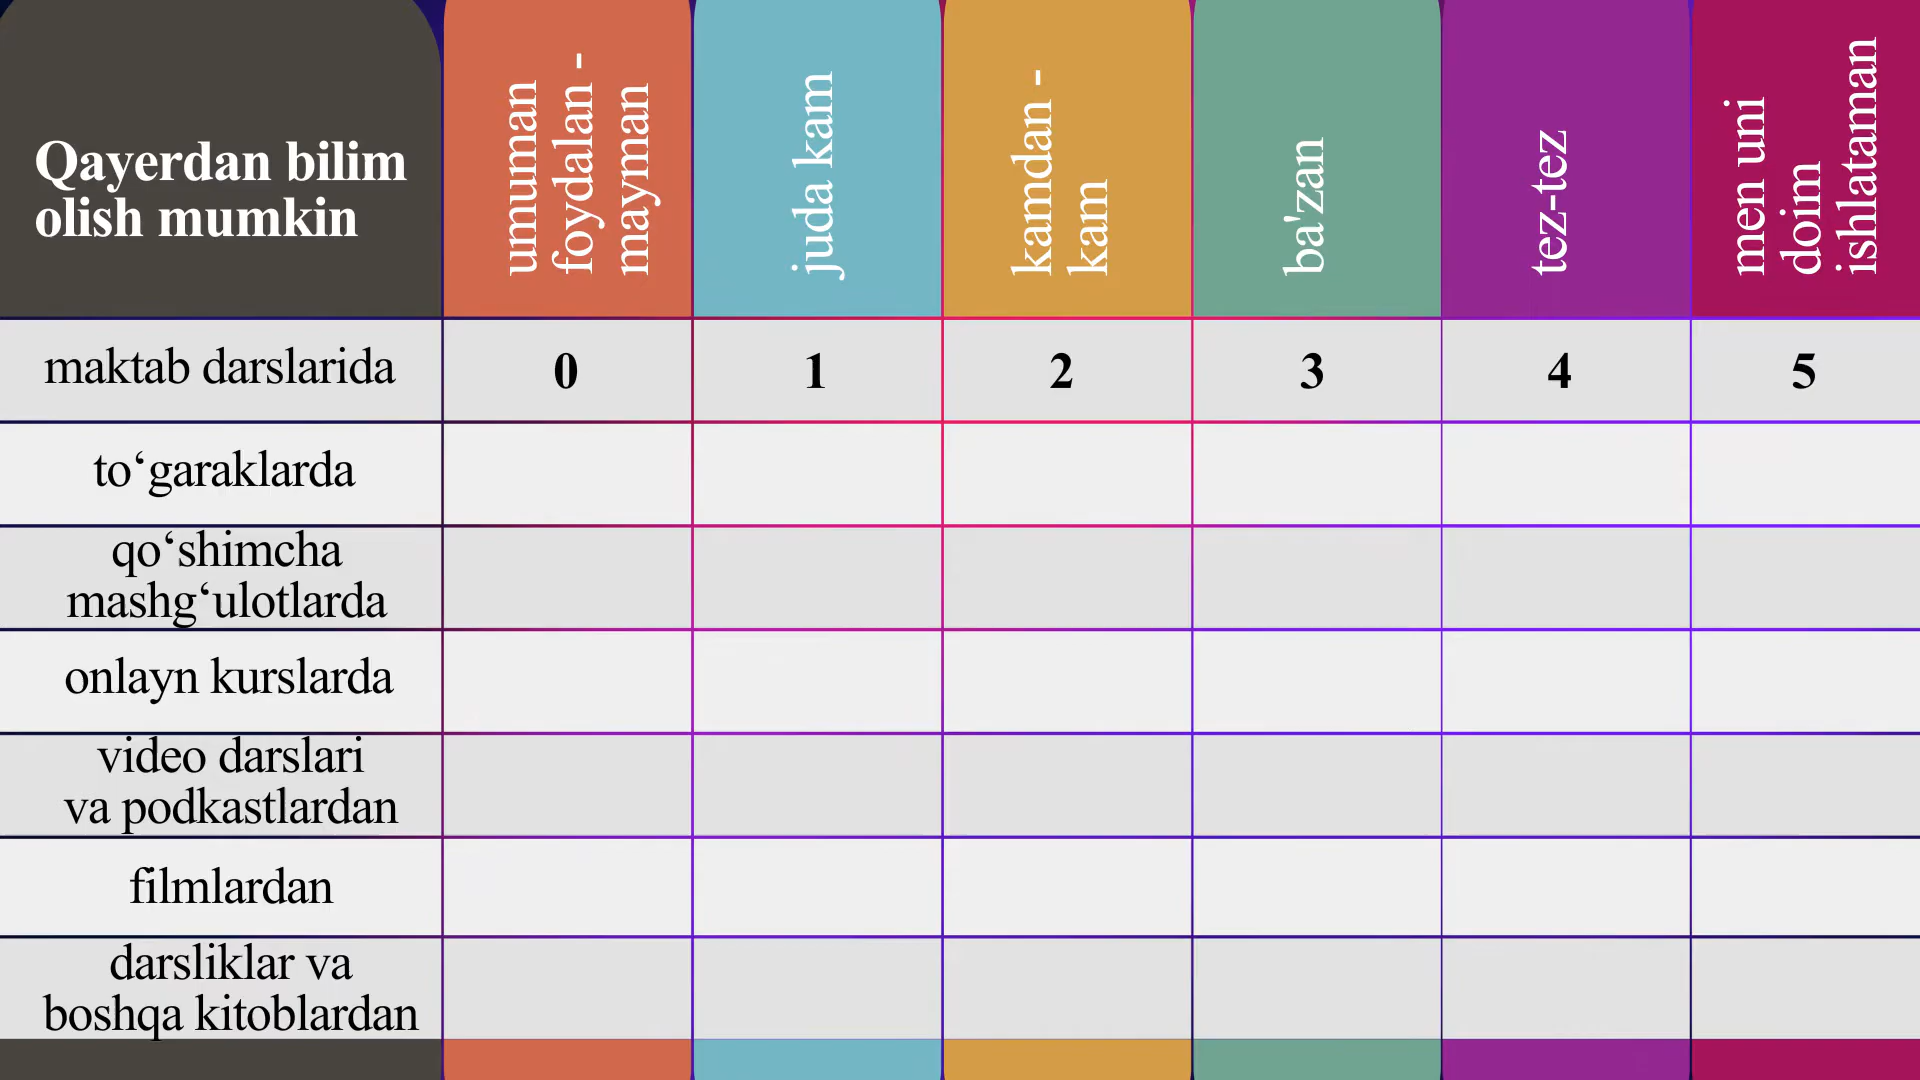 Qayerdan bilim
olish mumkin
umuman
foydalan -
mayman
juda kam
kamdan -
kam
ba'zan
tez-tez
men uni
doim
ishlataman
maktab darslarida
0
1
2
3
4
5
to‘garaklarda
qo‘shimcha
mashg‘ulotlarda
onlayn kurslarda
video darslari
va podkastlardan
filmlardan
darsliklar va
boshqa kitoblardan